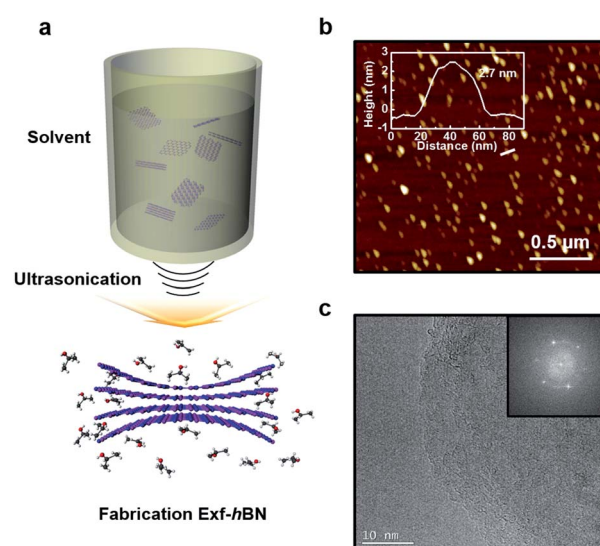 a
Solvent
Ultrasonication
Fabrication Exf-hBN
b
Height (nm)
3
2
1
0
-1
2.7 nm
0 20 40 60 80
Distance (nm)
0.5 µm
c
10 nm